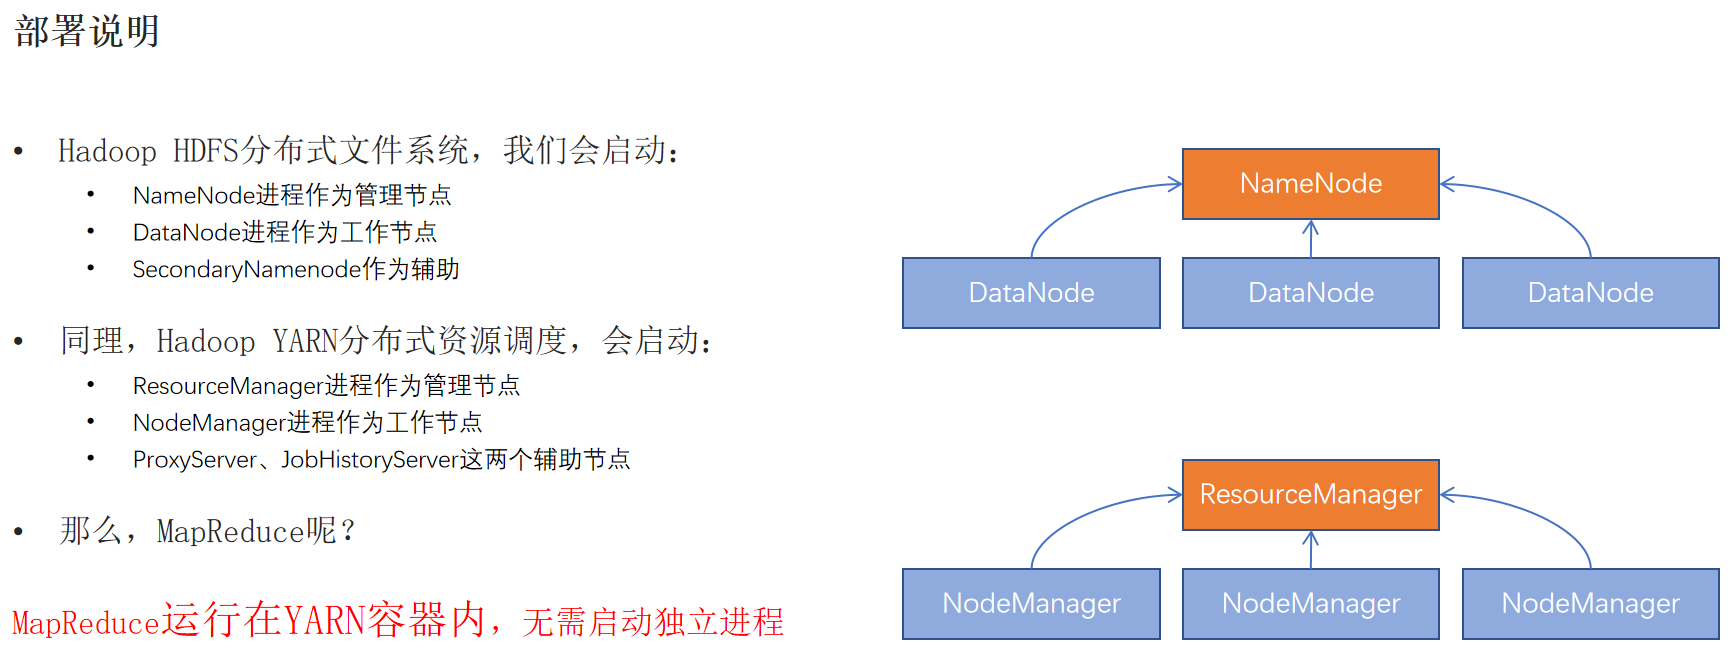 部署说明
• Hadoop HDFS分布式文件系统，我们会启动：
• NameNode进程作为管理节点
• DataNode进程作为工作节点
• SecondaryNamenode作为辅助
• 同理，Hadoop YARN分布式资源调度，会启动：
• ResourceManager进程作为管理节点
• NodeManager进程作为工作节点
• ProxyServer、JobHistoryServer这两个辅助节点
• 那么，MapReduce呢？
MapReduce运行在YARN容器内，无需启动独立进程
NameNode
DataNode DataNode DataNode
ResourceManager
NodeManager NodeManager NodeManager